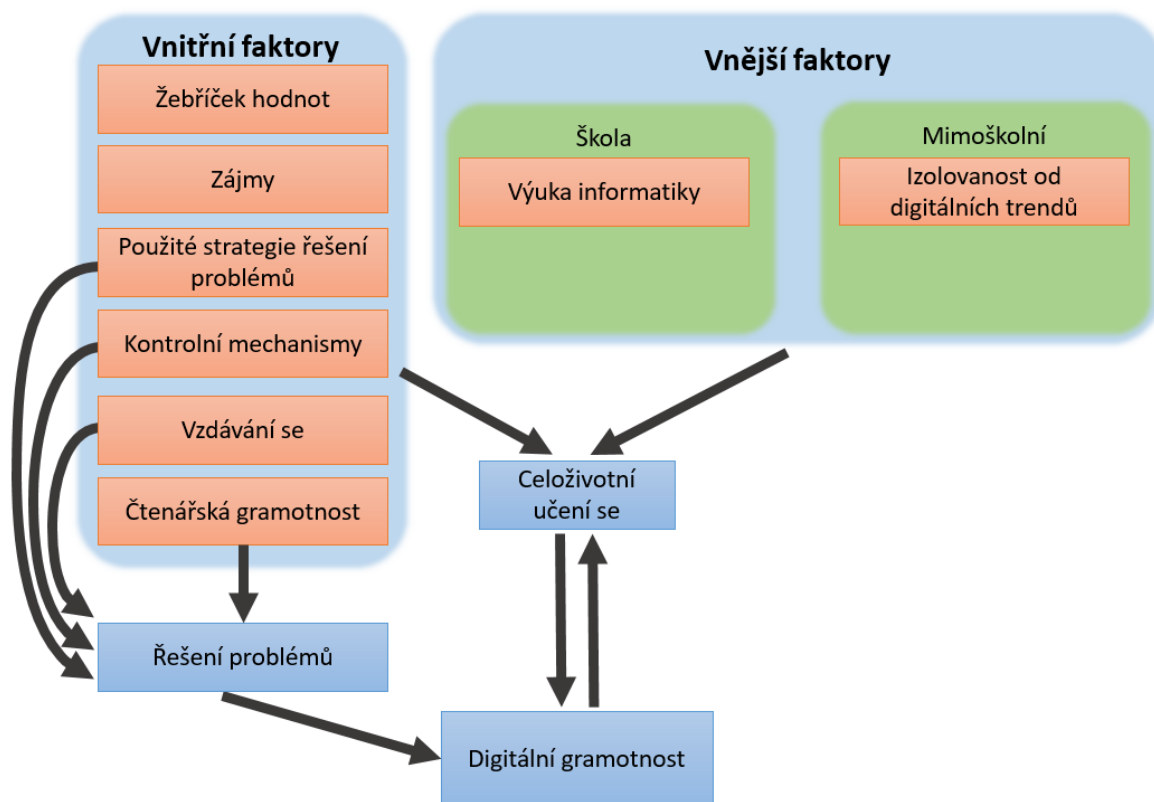 Vnitřní faktory
Žebříček hodnot
Zájmy
Použité strategie řešení
problémů
Kontrolní mechanismy
Vzdávání se
Čtenářská gramotnost
Vnější faktory
Škola
Výuka informatiky
Mimoškolní
Izolovanost od
digitálních trendů
Celoživotní
učení se
Řešení problémů
Digitální gramotnost